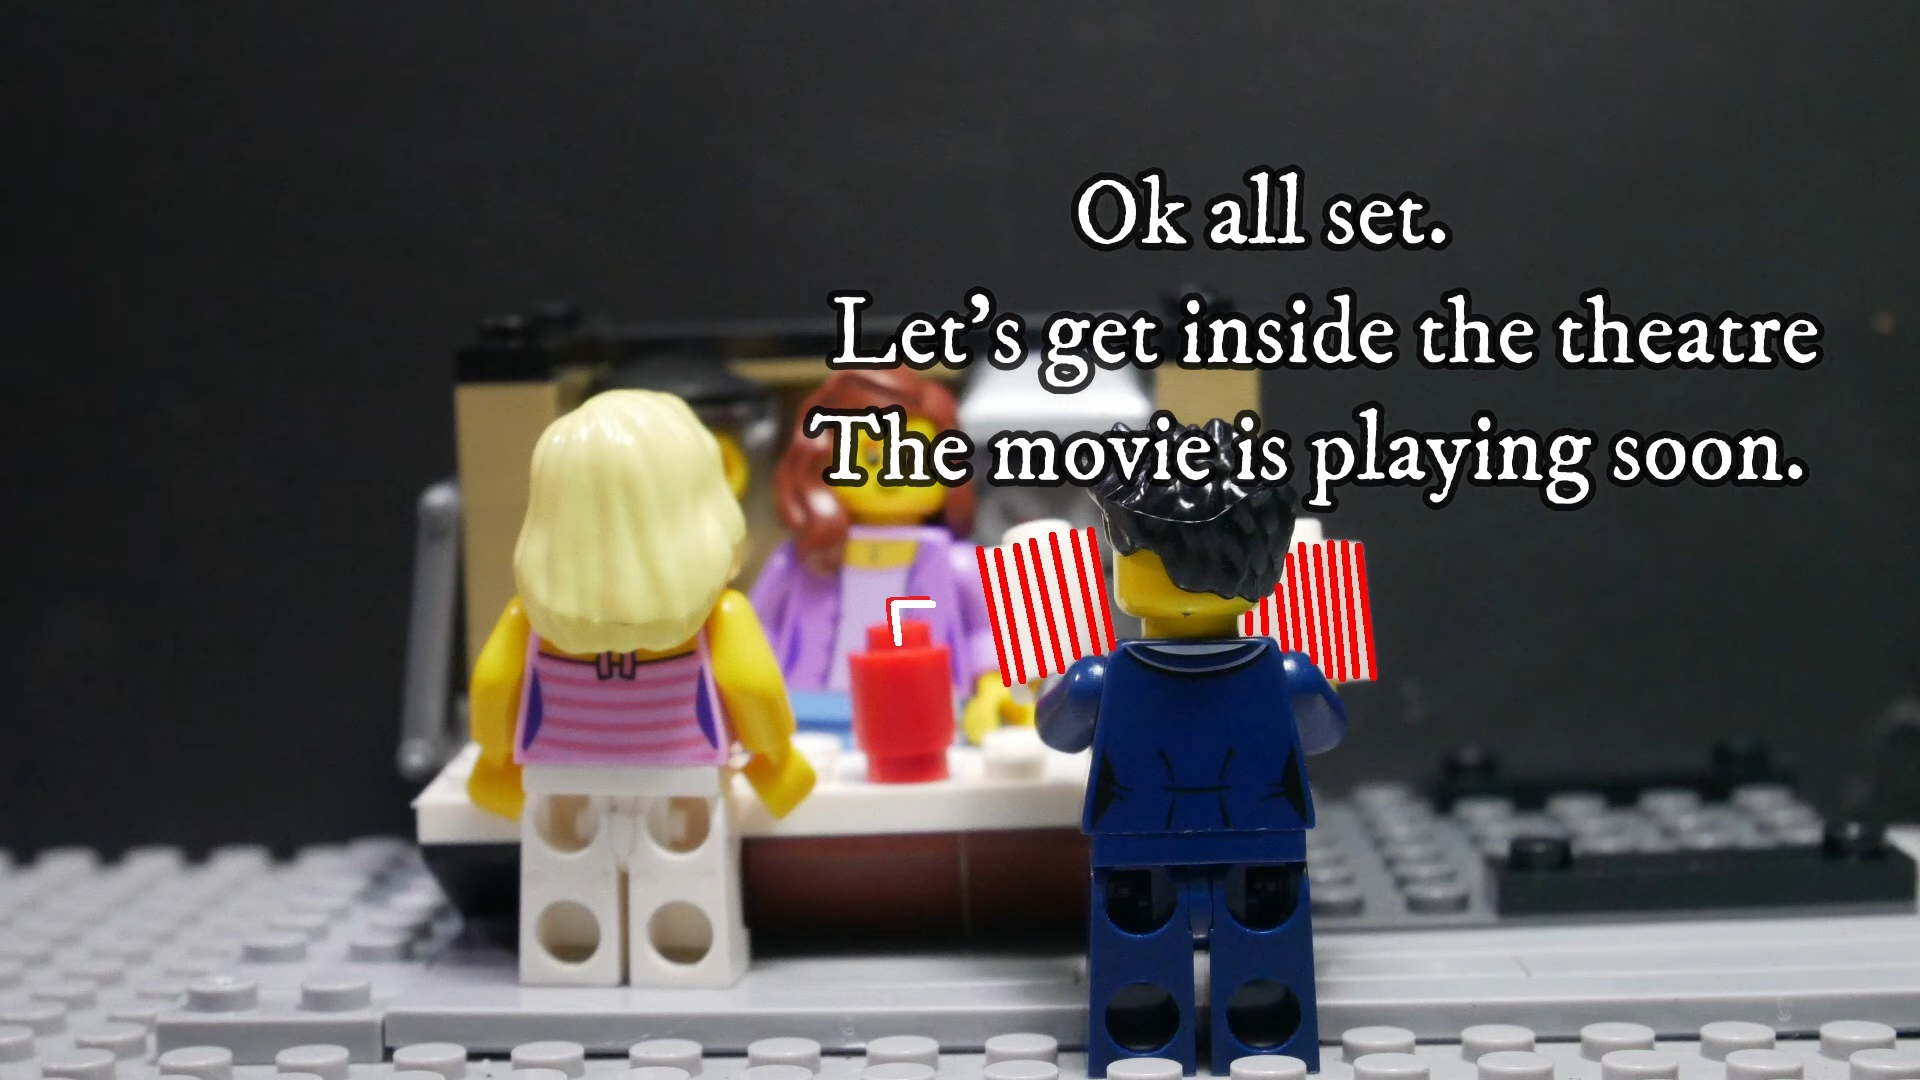 Ok all set.
Let's get inside the theatre
The movie is playing soon.